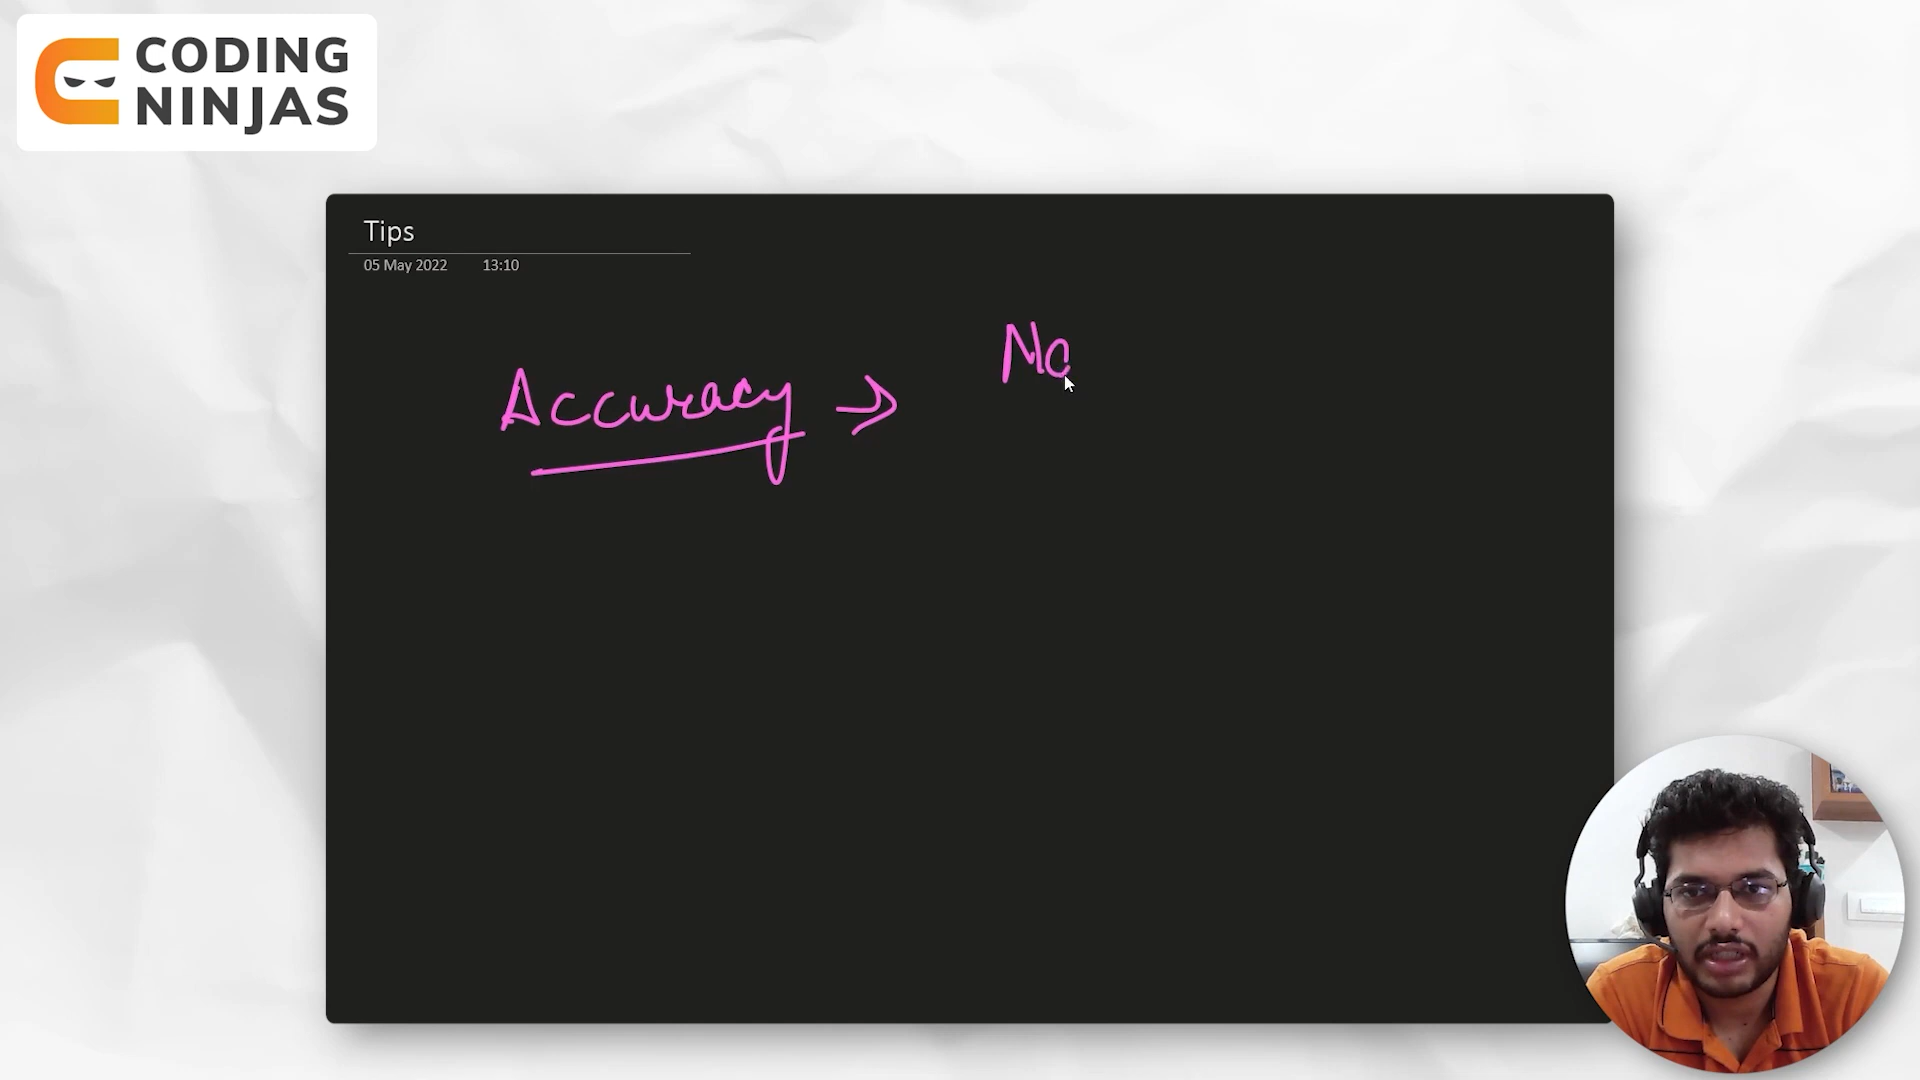 CODING
NINJAS
Tips
05 May 2022 13:10
Accuracy →